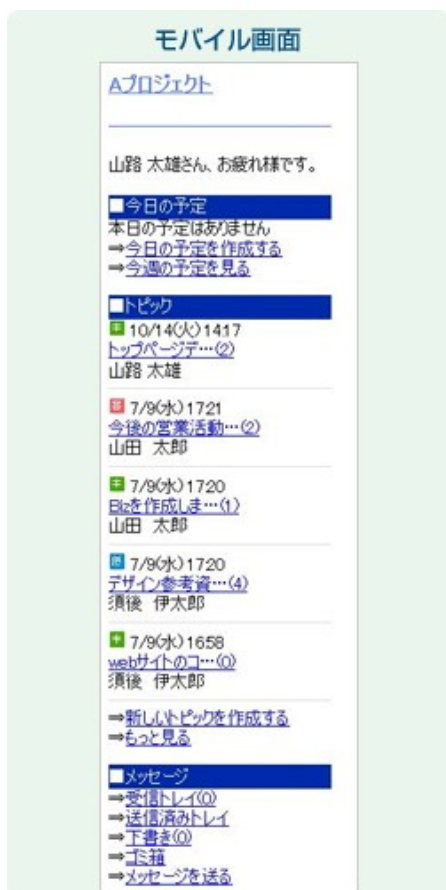 モバイル画面
Aプロジェクト
山路 太雄さん、お疲れ様です。
■今日の予定
本日の予定はありません
⇒今日の予定を作成する
⇒今週の予定を見る
■トピック
10/14(火)14:17
トップページデ…(2)
山路 太雄
7/9(水)17:21
今後の営業活動…(2)
山田 太郎
7/9(水)17:20
Bizを作成しま…(1)
山田 太郎
7/9(水)17:20
デザイン参考資…(4)
須後 伊太郎
7/9(水)16:58
webサイトのコ…(0)
須後 伊太郎
⇒新しいトピックを作成する
⇒もっと見る
■メッセージ
⇒受信トレイ(0)
⇒送信済みトレイ
⇒下書き(0)
⇒ゴミ箱
⇒メッセージを送る